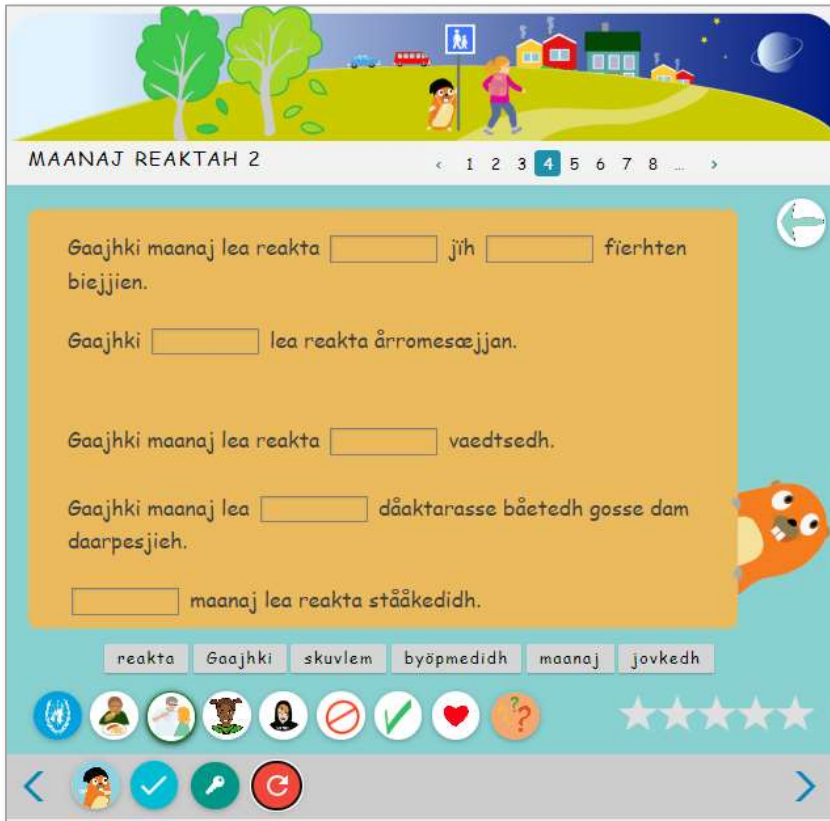 MAANAJ REAKTAH 2
‹ 1 2 3 4 5 6 7 8 … ›
Gaajhki maanaj lea reakta jïh fïerhten
biejjien.
Gaajhki lea reakta årromesæjjan.
Gaajhki maanaj lea reakta vaedtsedh.
Gaajhki maanaj lea dåaktarasse båetedh gosse dam
daarpesjieh.
maanaj lea reakta stååkedidh.
reakta Gaajhki skuvlem byöpmedidh maanaj jovkedh